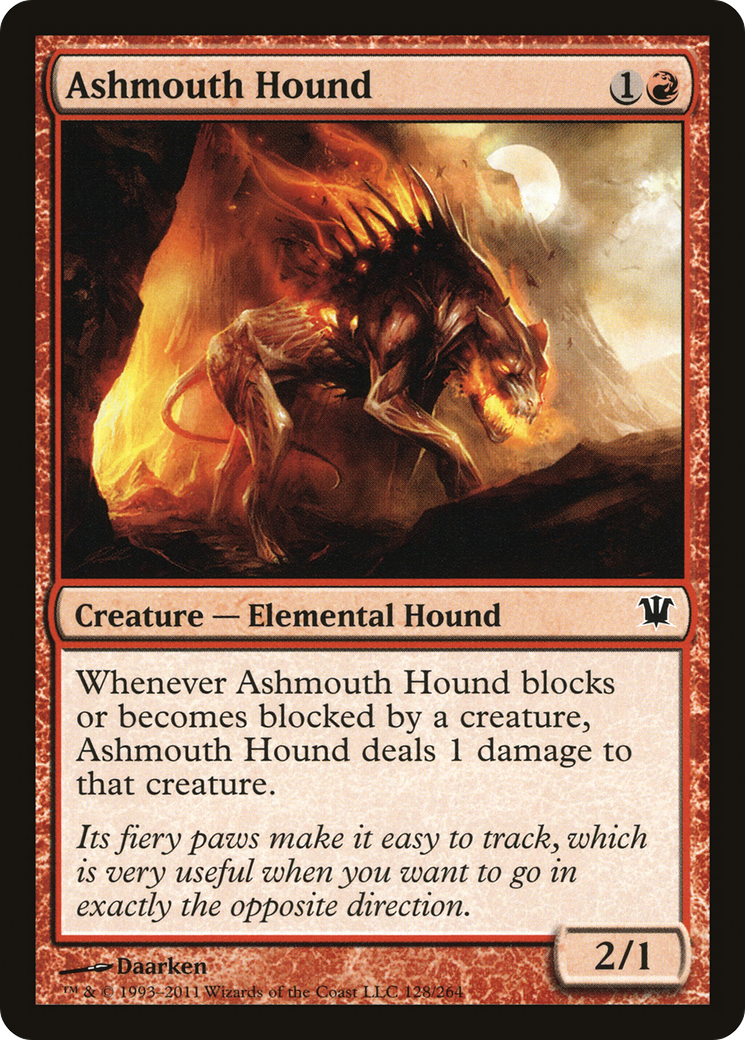 Ashmouth Hound 1
Creature — Elemental Hound
Whenever Ashmouth Hound blocks
or becomes blocked by a creature,
Ashmouth Hound deals 1 damage to
that creature.
Its fiery paws make it easy to track, which
is very useful when you want to go in
exactly the opposite direction.
2/1
Daarken
™ & © 1993–2011 Wizards of the Coast LLC 128/264